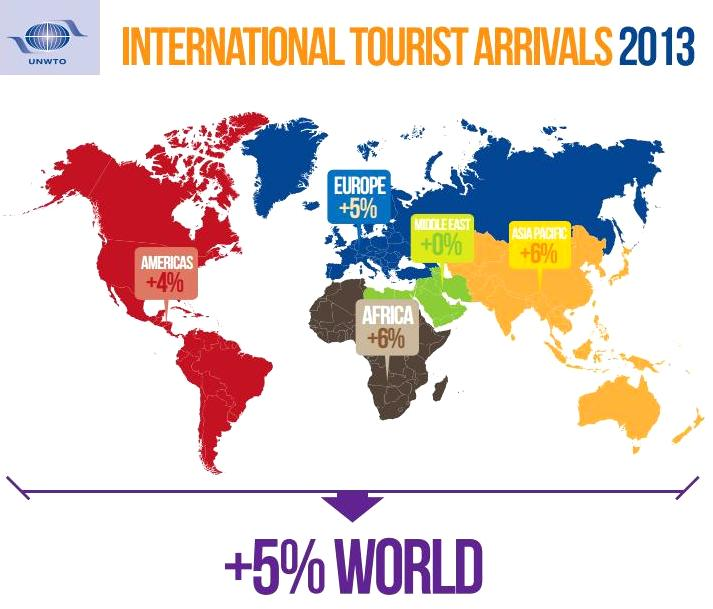 UNWTO
INTERNATIONAL TOURIST ARRIVALS 2013
EUROPE
+5%
MIDDLE EAST
+0%
ASIA PACIFIC
+6%
AMERICAS
+4%
AFRICA
+6%
+5% WORLD